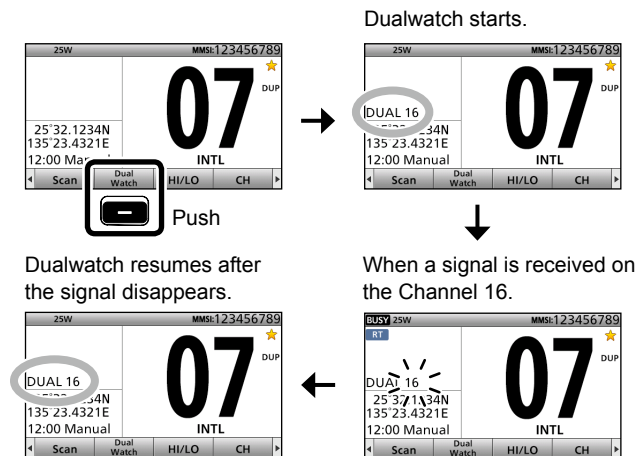 25W MMSI:123456789
07
DUP
25°32.1234N
135°23.4321E
12:00
INTL
Scan Dual Watch HI/LO CH
Push
Dualwatch starts.
25W MMSI:123456789
DUAL 16
07
DUP
135°23.4321E
12:00 Manual
INTL
Scan Dual Watch HI/LO CH
When a signal is received on
the Channel 16.
BUSY 25W MMSI:123456789
RT
DUAL 16
07
DUP
135°23.4321E
12:00 Manual
INTL
Scan Dual Watch HI/LO CH
Dualwatch resumes after
the signal disappears.
25W MMSI:123456789
DUAL 16
07
DUP
135°23.4321E
12:00 Manual
INTL
Scan Dual Watch HI/LO CH